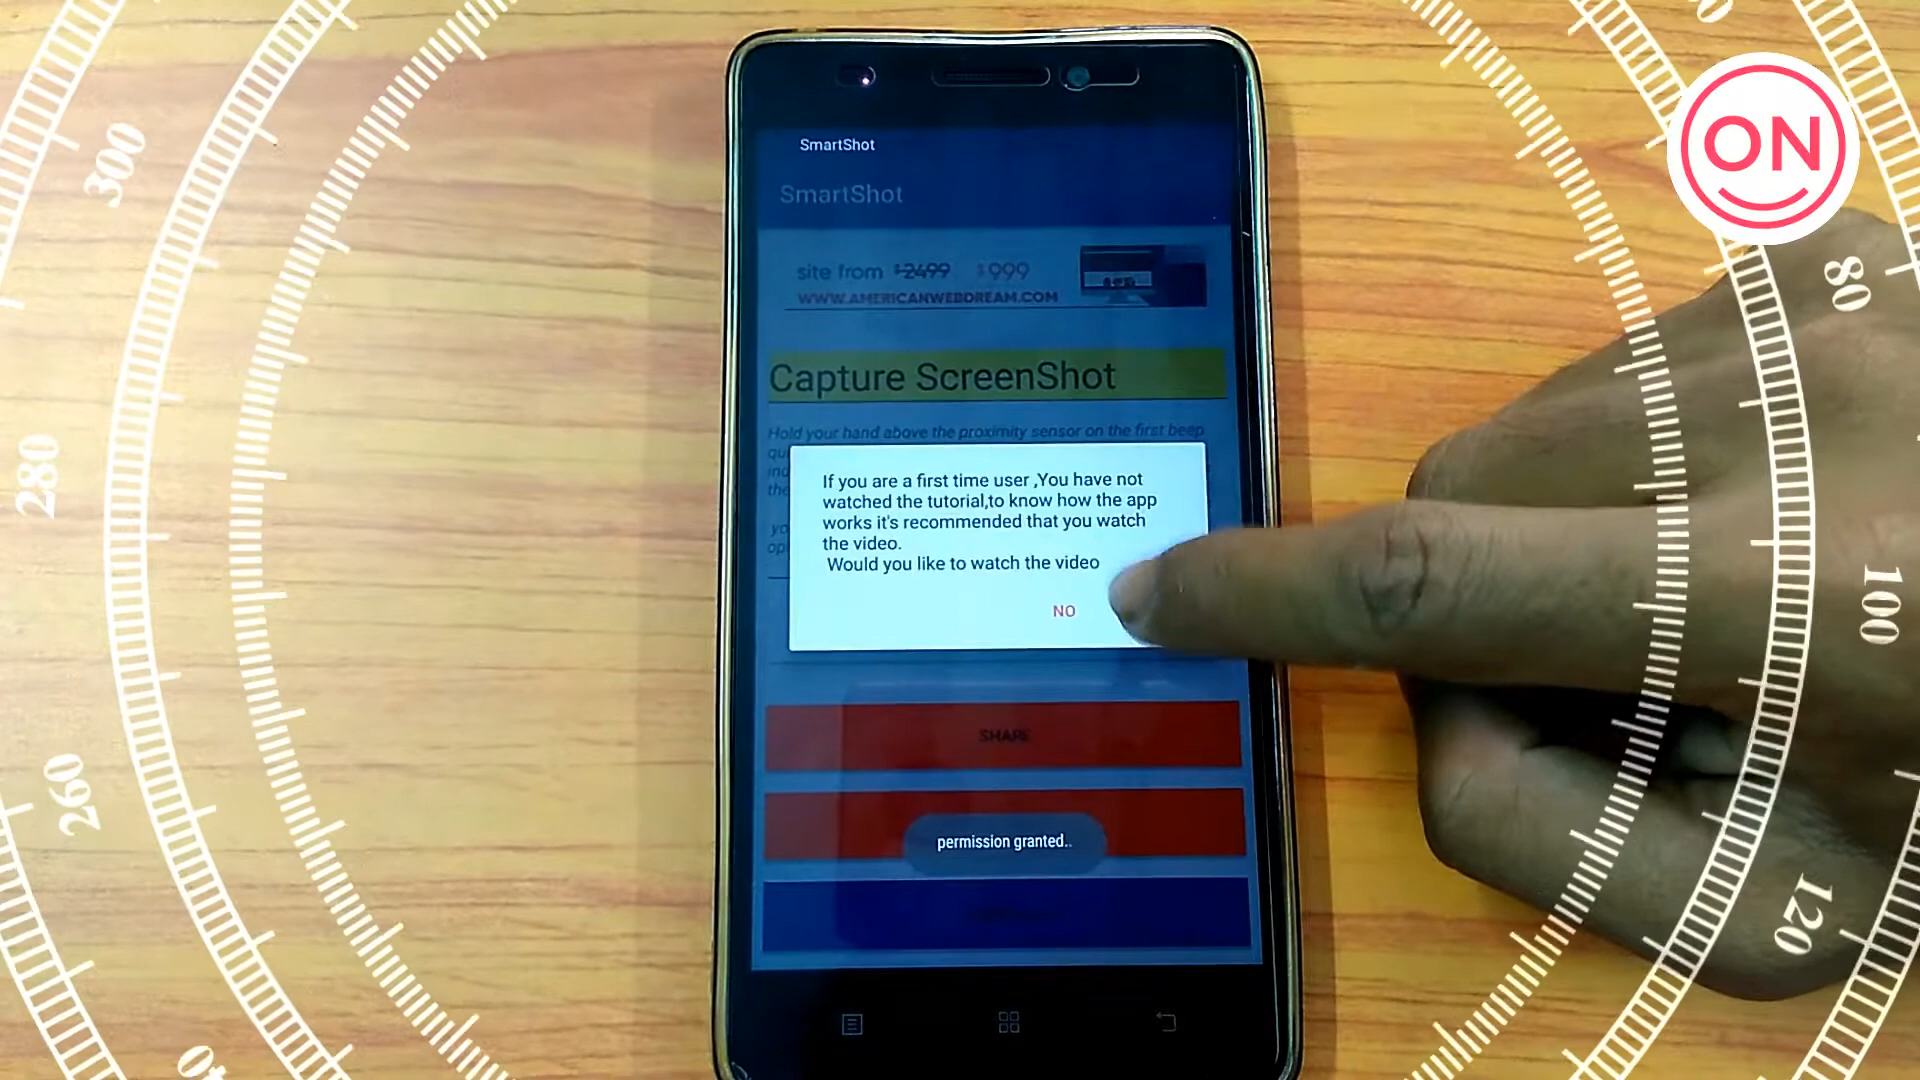 ON
SmartShot
SmartShot
site from $2499 $999
WWW.AMERICANWEBDREAM.COM
Capture ScreenShot
Hold your hand above the proximity sensor on the first beep
If you are a first time user ,You have not
watched the tutorial,to know how the app
works it's recommended that you watch
the video.
Would you like to watch the video
NO
SHARE
permission granted..
300
280
260
80
100
120